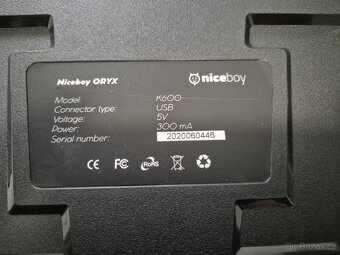 Niceboy ORYX
niceboy
Model: K600
Connector type: USB
Voltage: 5V
Power: 300 mA
Serial number: 2020060446
CE FC RoHS